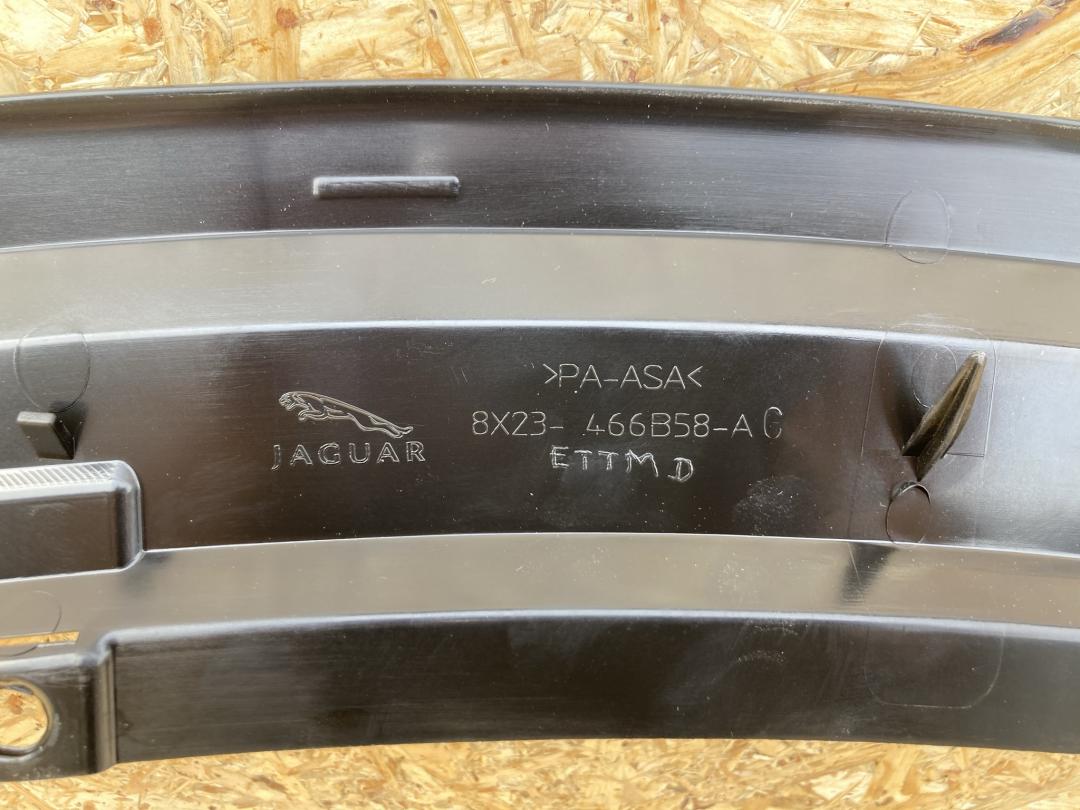 >PA-ASA<
8X23- 466B58-AC
JAGUAR
ETTMD